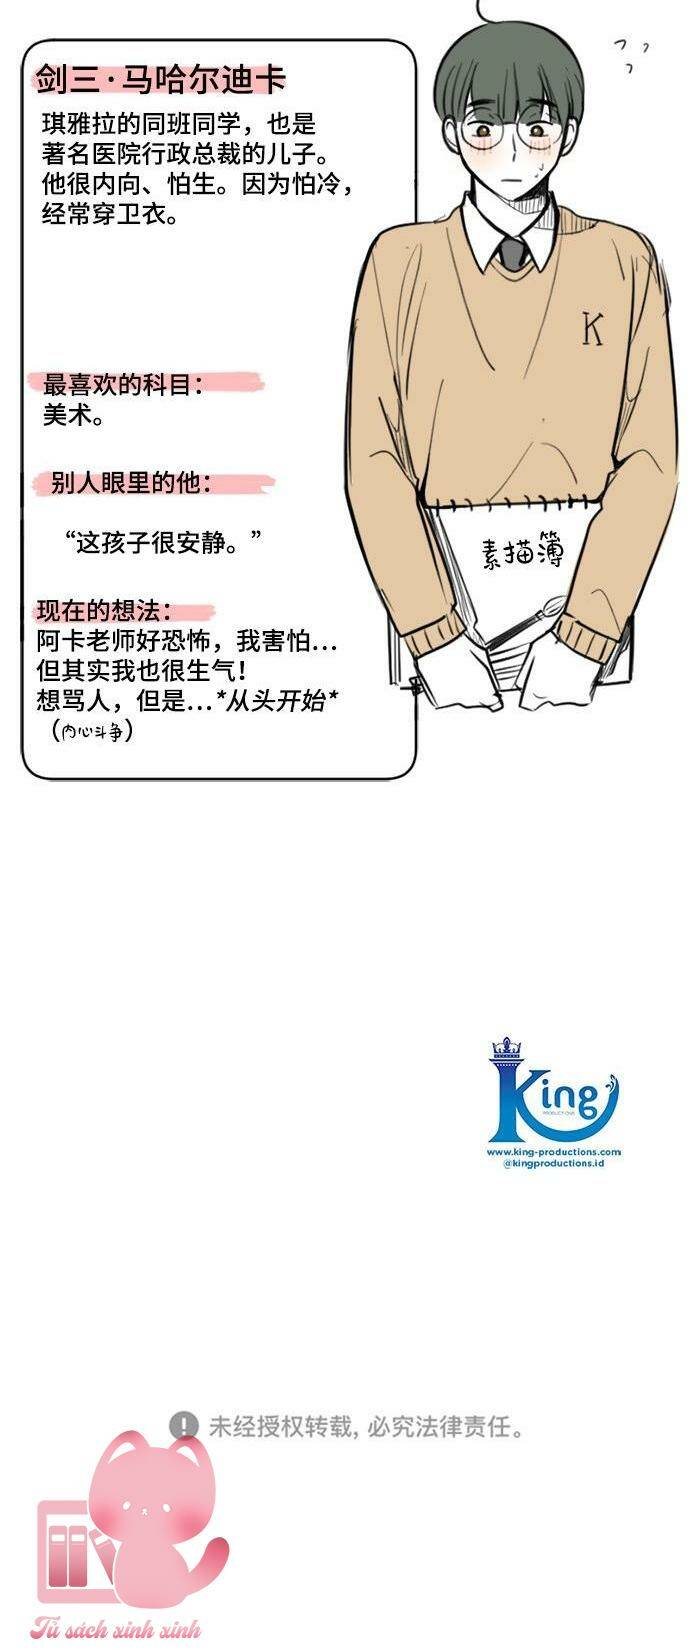 剑三·马哈尔迪卡
琪雅拉的同班同学，也是
著名医院行政总裁的儿子。
他很内向、怕生。因为怕冷，
经常穿卫衣。
最喜欢的科目：
美术。
别人眼里的他：
“这孩子很安静。”
现在的想法：
阿卡老师好恐怖，我害怕…
但其实我也很生气！
想骂人，但是…*从头开始*
（内心斗争）
K
素描簿
King
PRODUCTIONS
www.king-productions.com
@kingproductions.id
! 未经授权转载, 必究法律责任。
Tủ sách xinh xinh